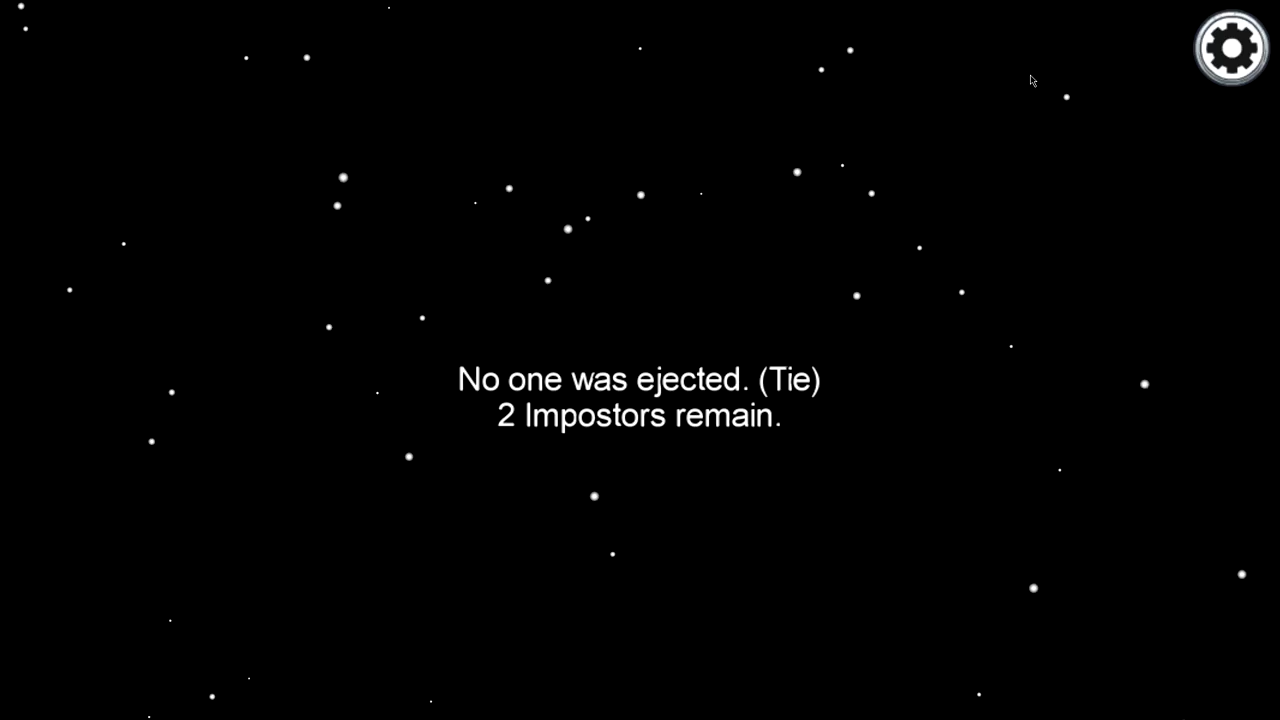 No one was ejected. (Tie)
2 Impostors remain.